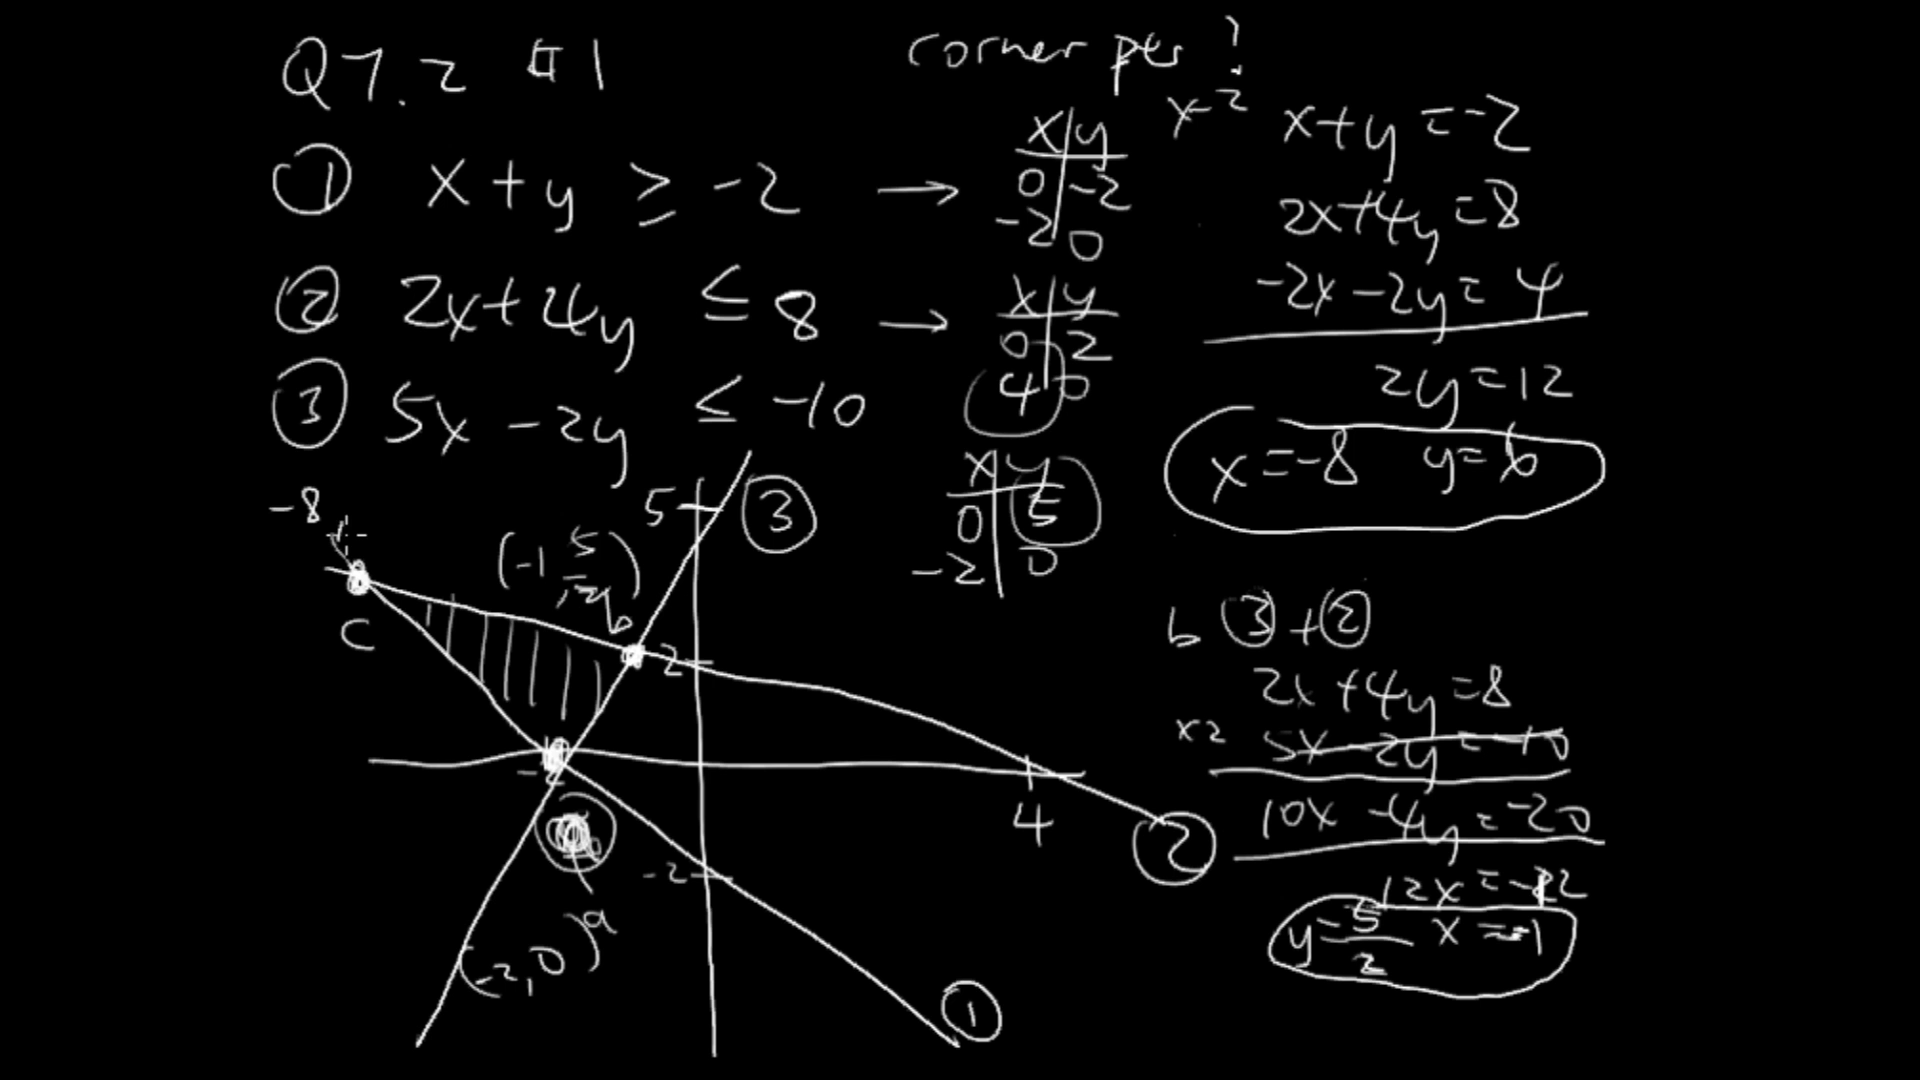 Q7.2 #1
corner pts?
① x+y ≥ -2 →
x|y
0|-2
-2|0
② 2x+4y ≤ 8 →
x|y
0|2
4|0
③ 5x -2y ≤ -10
x|y
0|5
-2|0
x-2 x+y=-2
2x+4y=8
-2x-2y=4
2y=12
x=-8 y=6
b ③+②
2x+4y=8
x2 5x-2y=-10
10x-4y=-20
12x=-12
y=5/2 x=-1
-8
5
③
(-1, 5/2)
b
C
2
-2
4
②
-2
(-2,0)
a
①